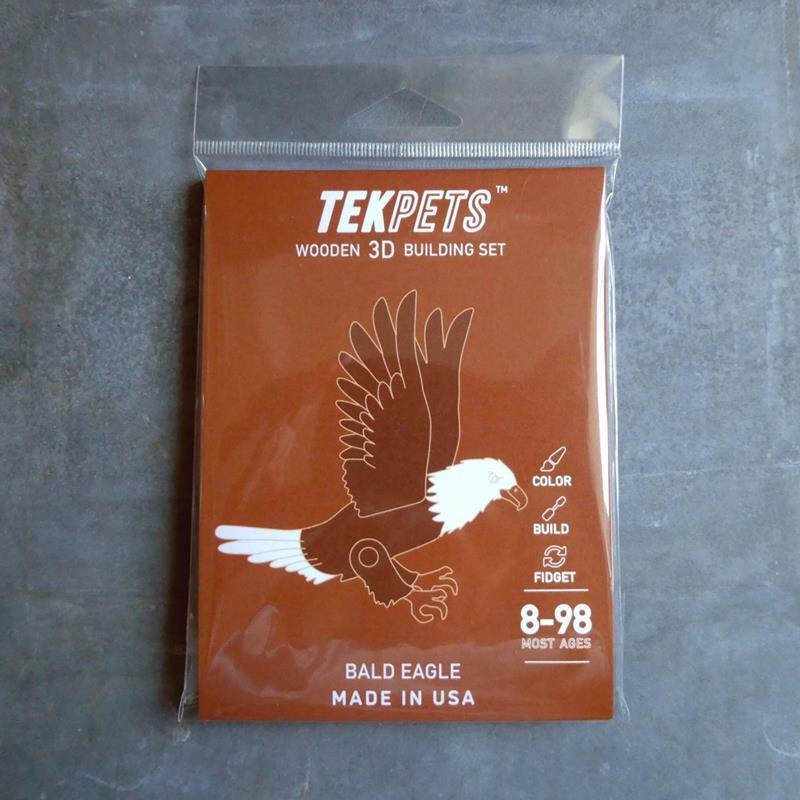 TEKPETS™
WOODEN 3D BUILDING SET
COLOR
BUILD
FIDGET
8-98
MOST AGES
BALD EAGLE
MADE IN USA